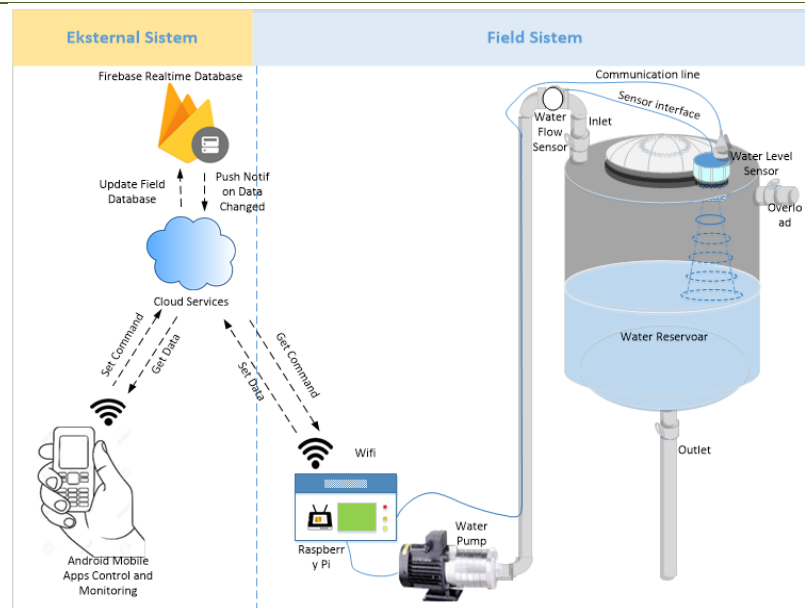 Eksternal Sistem
Field Sistem
Firebase Realtime Database
Update Field
Database
Push Notif
on Data
Changed
Cloud Services
Set Command
Get Data
Get Command
Set Data
Android Mobile
Apps Control and
Monitoring
Wifi
Raspberr
y Pi
Water
Pump
Communication line
Sensor interface
Water
Flow
Sensor
Inlet
Water Level
Sensor
Overlo
ad
Water Reservoar
Outlet